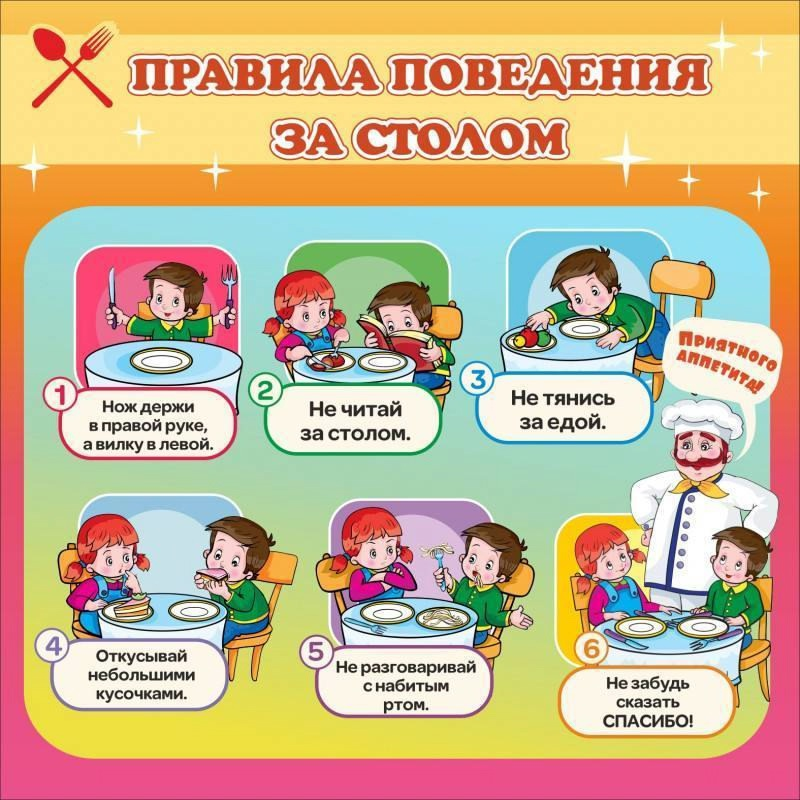 ПРАВИЛА ПОВЕДЕНИЯ
ЗА СТОЛОМ
1
Нож держи
в правой руке,
а вилку в левой.
2
Не читай
за столом.
3
Не тянись
за едой.
Приятного
аппетита!
4
Откусывай
небольшими
кусочками.
5
Не разговаривай
с набитым
ртом.
6
Не забудь
сказать
СПАСИБО!